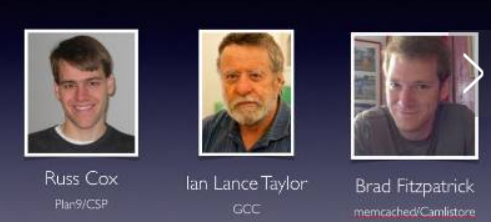 Russ Cox
Ian Lance Taylor
Brad Fitzpatrick
Plan9/CSP
GCC
memcached/Camlistore